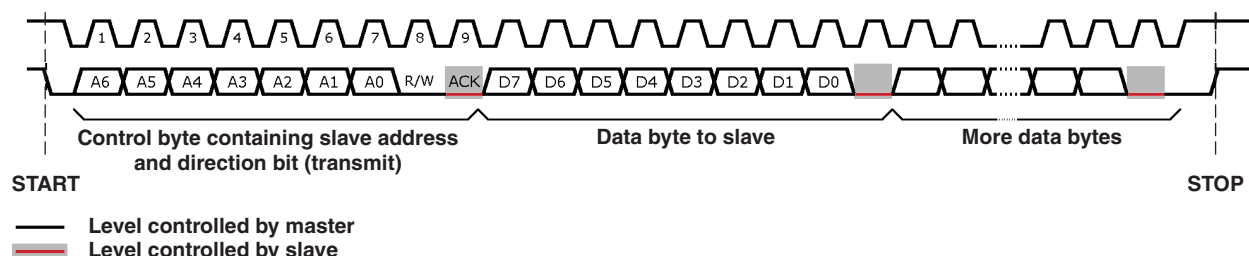 1 2 3 4 5 6 7 8 9
A6 A5 A4 A3 A2 A1 A0 R/W ACK D7 D6 D5 D4 D3 D2 D1 D0
Control byte containing slave address
and direction bit (transmit)
Data byte to slave
More data bytes
START
STOP
Level controlled by master
Level controlled by slave